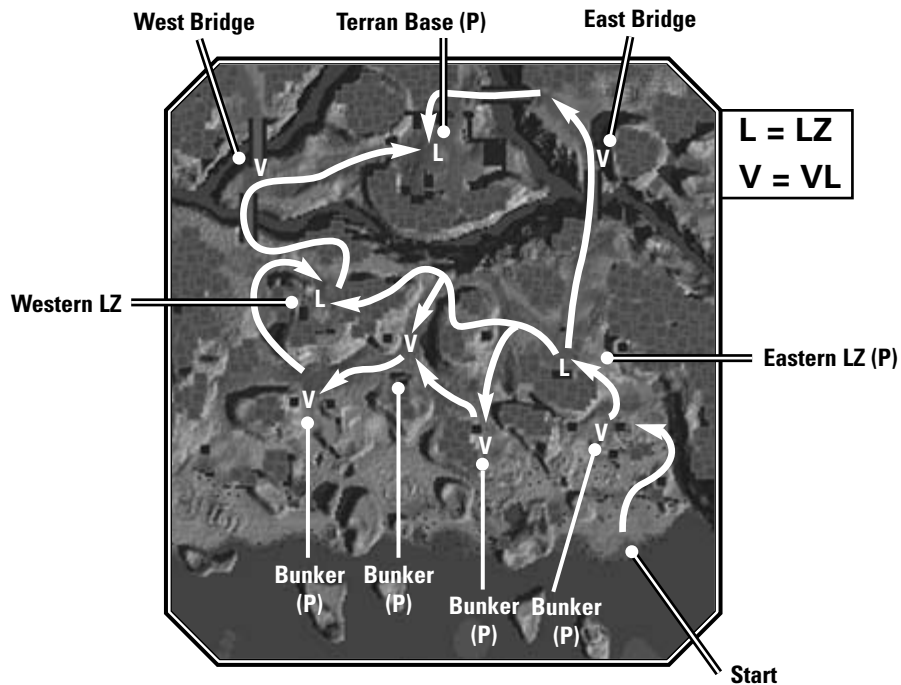 West Bridge
Terran Base (P)
East Bridge
L = LZ
V = VL
L
V
V
Western LZ
L
V
L
Eastern LZ (P)
V
V
V
Bunker
(P)
Bunker
(P)
Bunker
(P)
Bunker
(P)
Start